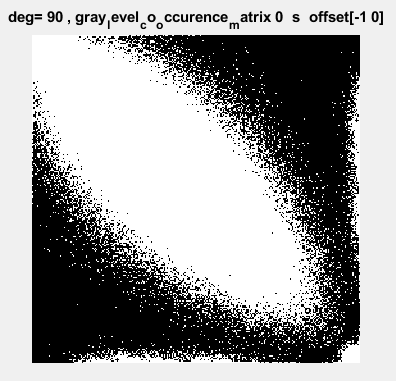 deg= 90 , gray_level_co_occurence_matrix 0 s offset[-1 0]